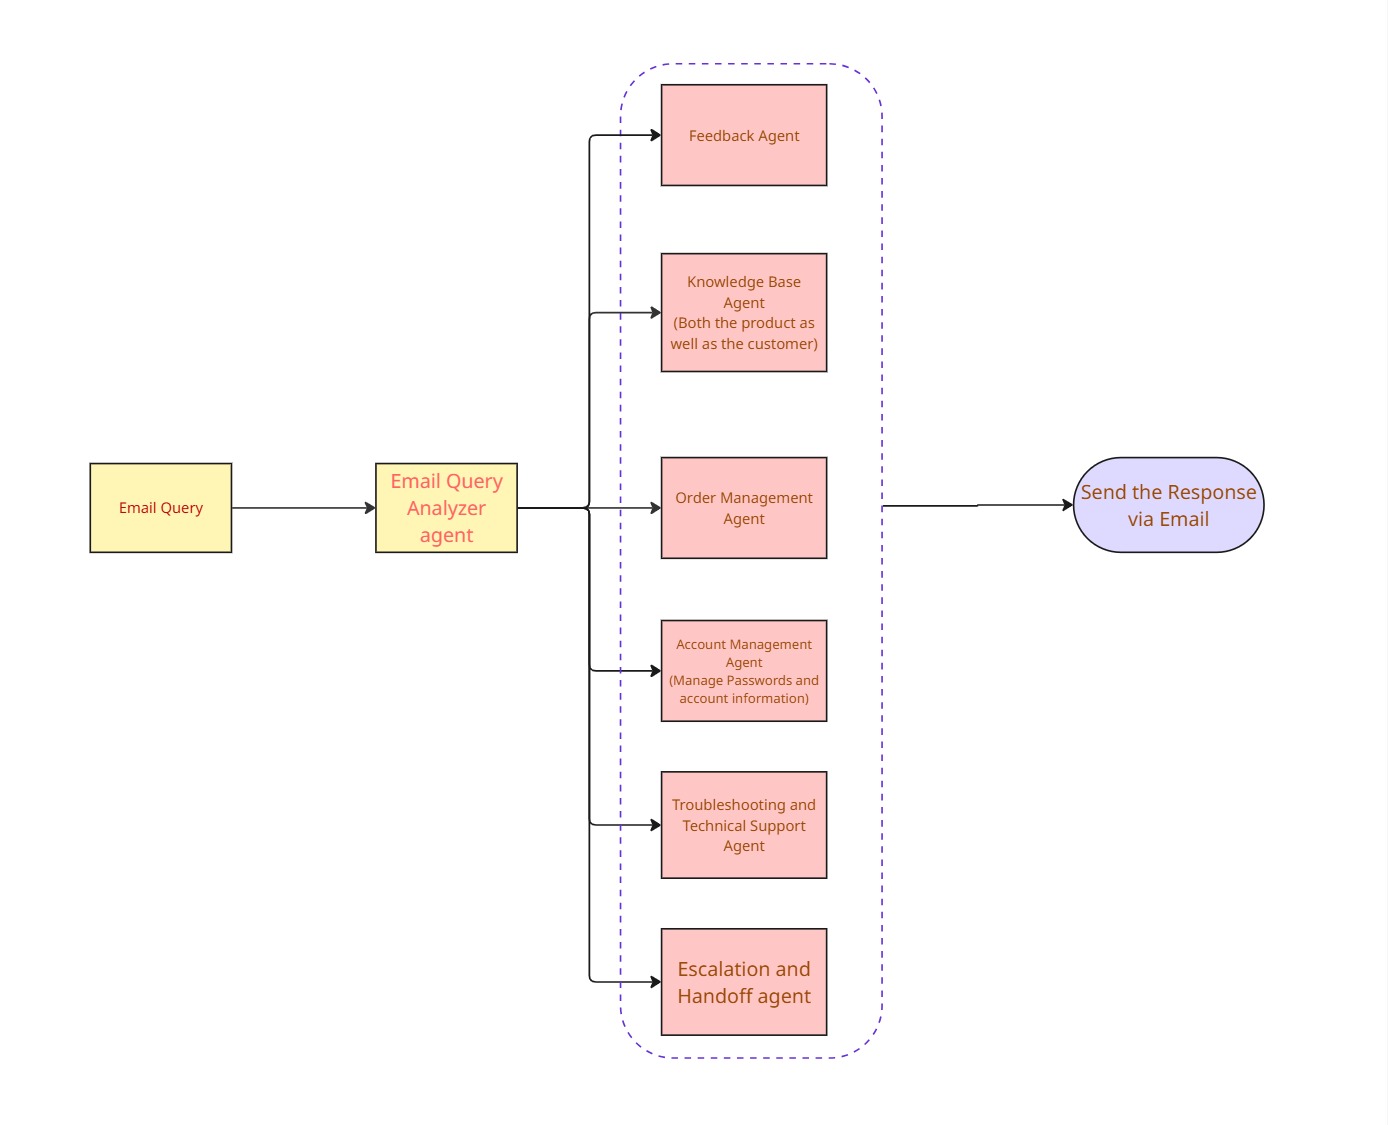 Feedback Agent
Knowledge Base
Agent
(Both the product as
well as the customer)
Email Query
Email Query
Analyzer
agent
Order Management
Agent
Send the Response
via Email
Account Management
Agent
(Manage Passwords and
account information)
Troubleshooting and
Technical Support
Agent
Escalation and
Handoff agent